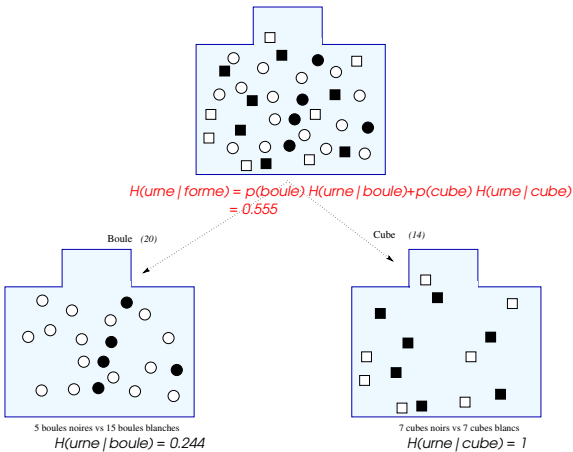 H(urne | forme) = p(boule) H(urne | boule)+p(cube) H(urne | cube)
= 0.555
Boule (20)
Cube (14)
5 boules noires vs 15 boules blanches
H(urne | boule) = 0.244
7 cubes noirs vs 7 cubes blancs
H(urne | cube) = 1